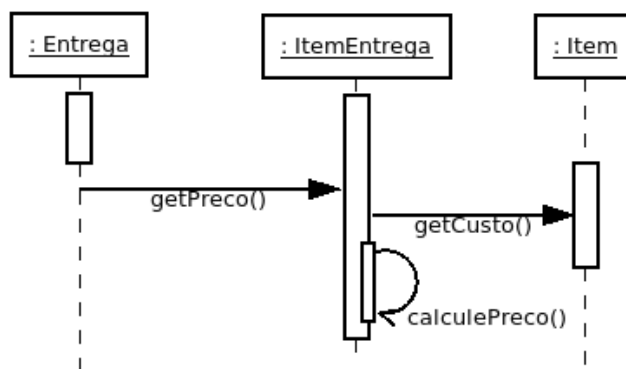 : Entrega
: ItemEntrega
: Item
getPreco()
getCusto()
calculePreco()